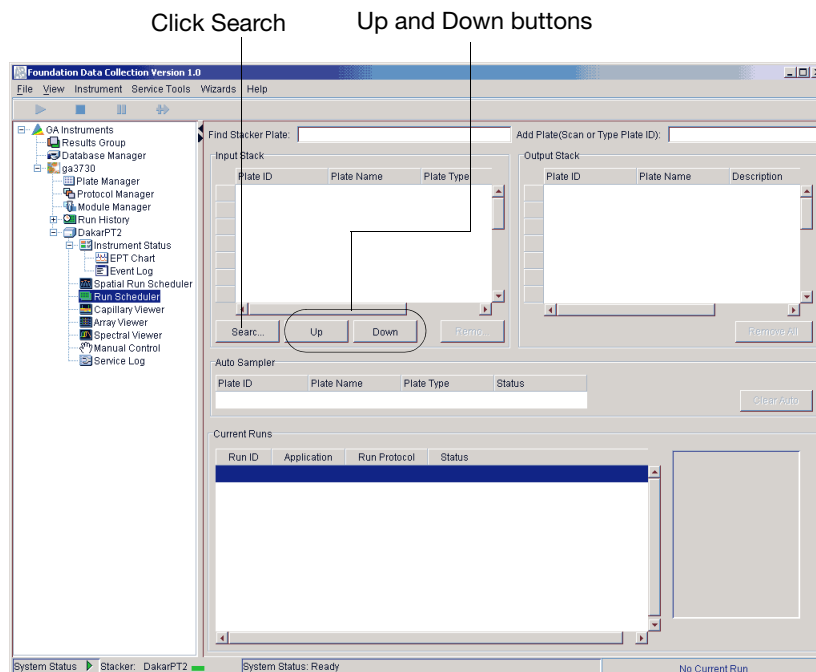 Click Search
Up and Down buttons
Foundation Data Collection Version 1.0
File View Instrument Service Tools Wizards Help
GA Instruments
Results Group
Database Manager
ga3730
Plate Manager
Protocol Manager
Module Manager
Run History
DakarPT2
Instrument Status
EPT Chart
Event Log
Spatial Run Scheduler
Run Scheduler
Capillary Viewer
Array Viewer
Spectral Viewer
Manual Control
Service Log
Find Stacker Plate:
Add Plate(Scan or Type Plate ID):
Input Stack
Plate ID Plate Name Plate Type
Searc... Up Down Remo...
Output Stack
Plate ID Plate Name Description
Remove All
Auto Sampler
Plate ID Plate Name Plate Type Status
Clear Auto
Current Runs
Run ID Application Run Protocol Status
System Status Stacker: DakarPT2 System Status: Ready No Current Run